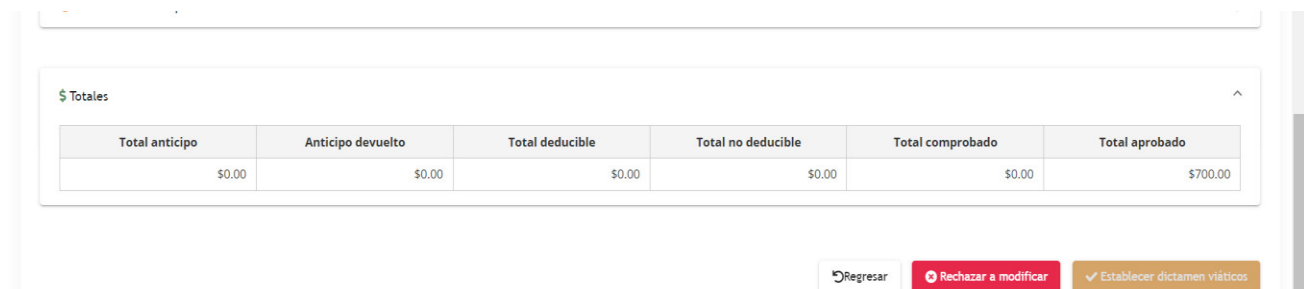 $ Totales
Total anticipo Anticipo devuelto Total deducible Total no deducible Total comprobado Total aprobado
$0.00 $0.00 $0.00 $0.00 $0.00 $700.00
Regresar Rechazar a modificar Establecer dictamen viáticos